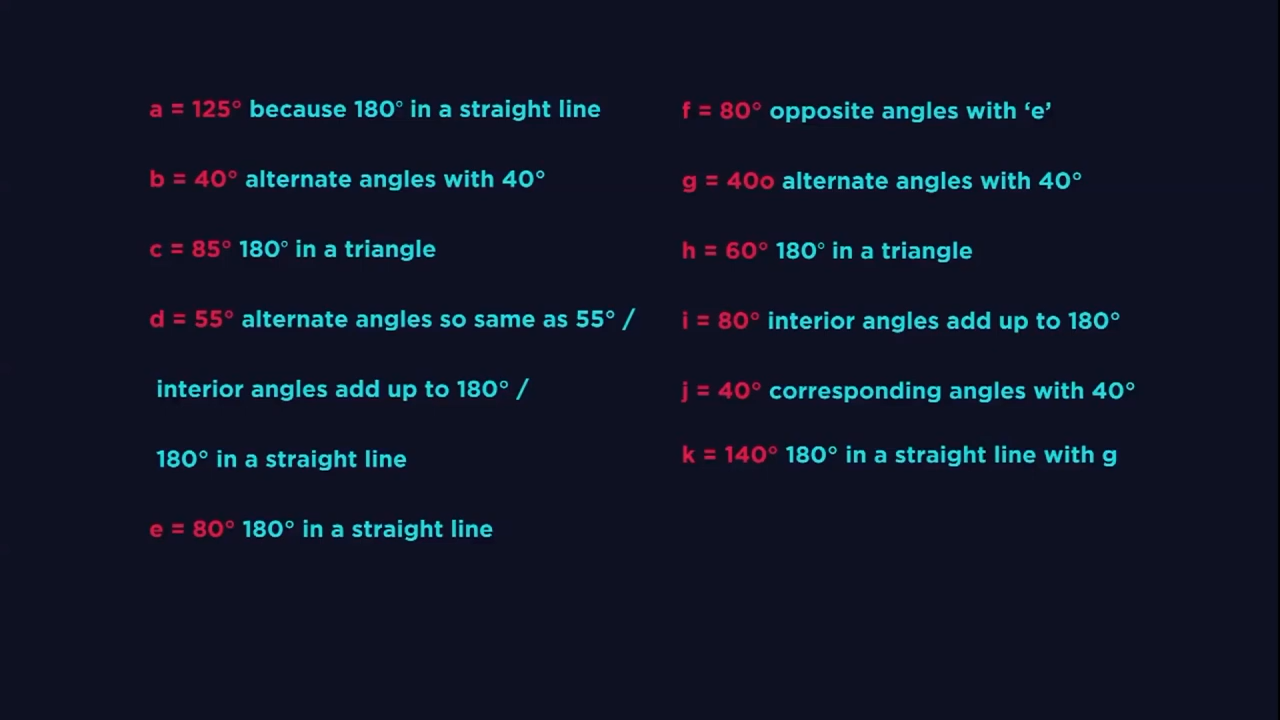 a = 125° because 180° in a straight line
b = 40° alternate angles with 40°
c = 85° 180° in a triangle
d = 55° alternate angles so same as 55° /
interior angles add up to 180° /
180° in a straight line
e = 80° 180° in a straight line
f = 80° opposite angles with ‘e’
g = 40o alternate angles with 40°
h = 60° 180° in a triangle
i = 80° interior angles add up to 180°
j = 40° corresponding angles with 40°
k = 140° 180° in a straight line with g